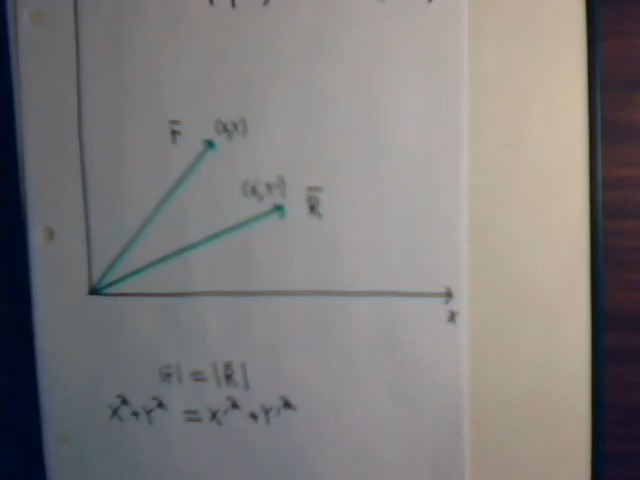 F̅ (x,y)
(x',y') R̅
x
|F̅| = |R̅|
x²+y² = x'²+y'²